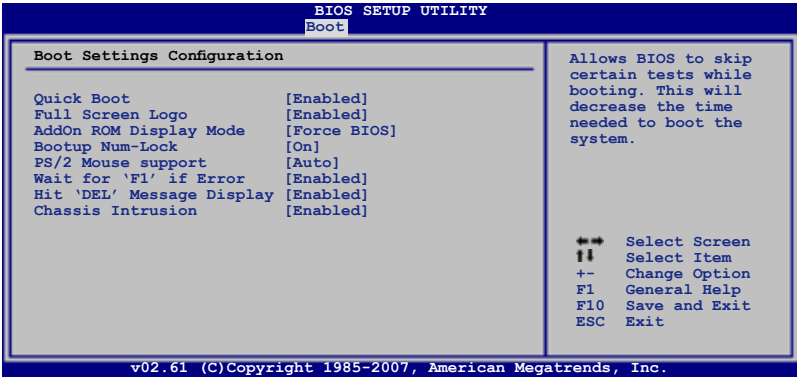 BIOS SETUP UTILITY
Boot
Boot Settings Configuration
Quick Boot [Enabled]
Full Screen Logo [Enabled]
AddOn ROM Display Mode [Force BIOS]
Bootup Num-Lock [On]
PS/2 Mouse support [Auto]
Wait for ‘F1’ if Error [Enabled]
Hit ‘DEL’ Message Display [Enabled]
Chassis Intrusion [Enabled]
Allows BIOS to skip
certain tests while
booting. This will
decrease the time
needed to boot the
system.
←→ Select Screen
↑↓ Select Item
+- Change Option
F1 General Help
F10 Save and Exit
ESC Exit
v02.61 (C)Copyright 1985-2007, American Megatrends, Inc.